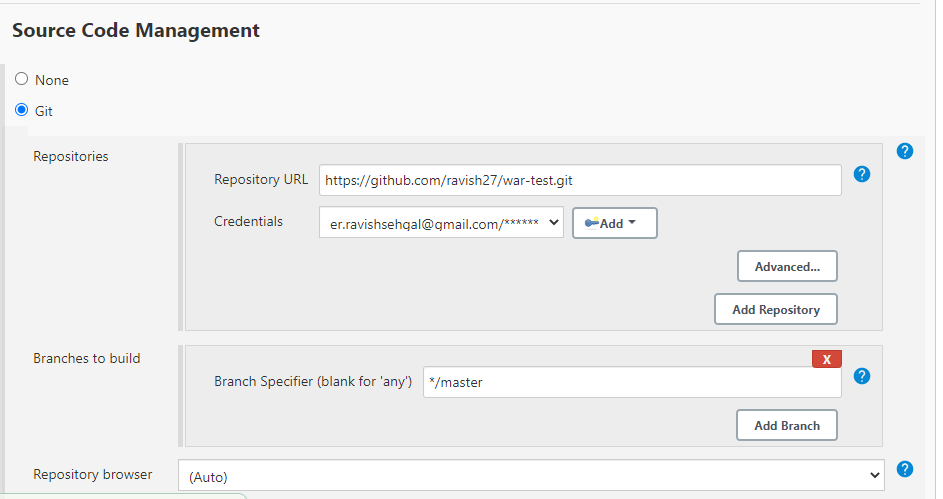 Source Code Management
None
Git
Repositories
Repository URL https://github.com/ravish27/war-test.git
Credentials er.ravishsehgal@gmail.com/****** Add
Advanced...
Add Repository
Branches to build
X
Branch Specifier (blank for 'any') */master
Add Branch
Repository browser (Auto)